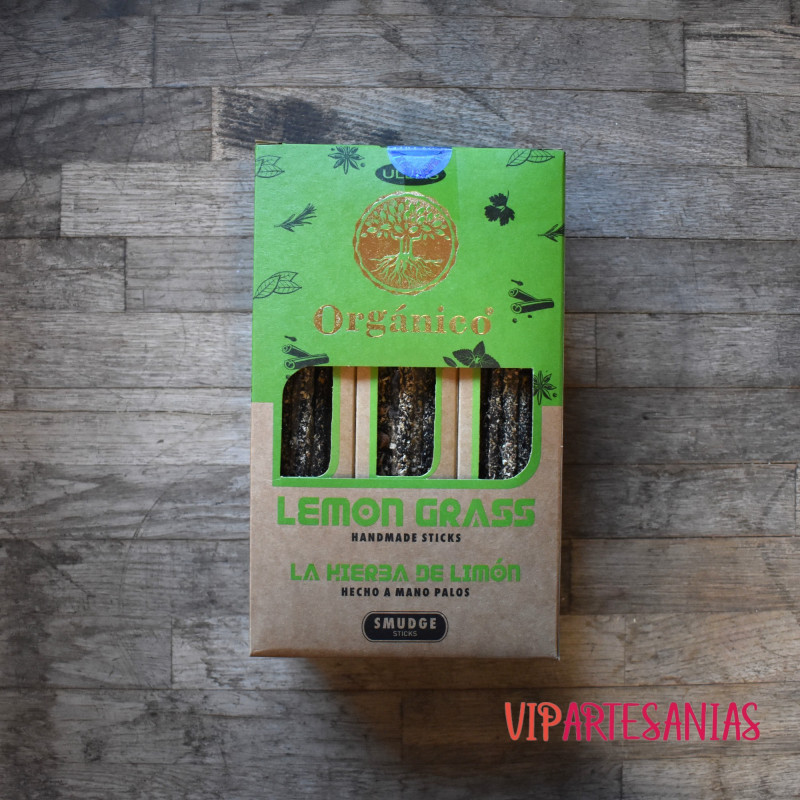 Orgánico
LEMON GRASS
HANDMADE STICKS
LA HIERBA DE LIMÓN
HECHO A MANO PALOS
SMUDGE
STICKS
VIPARTESANIAS